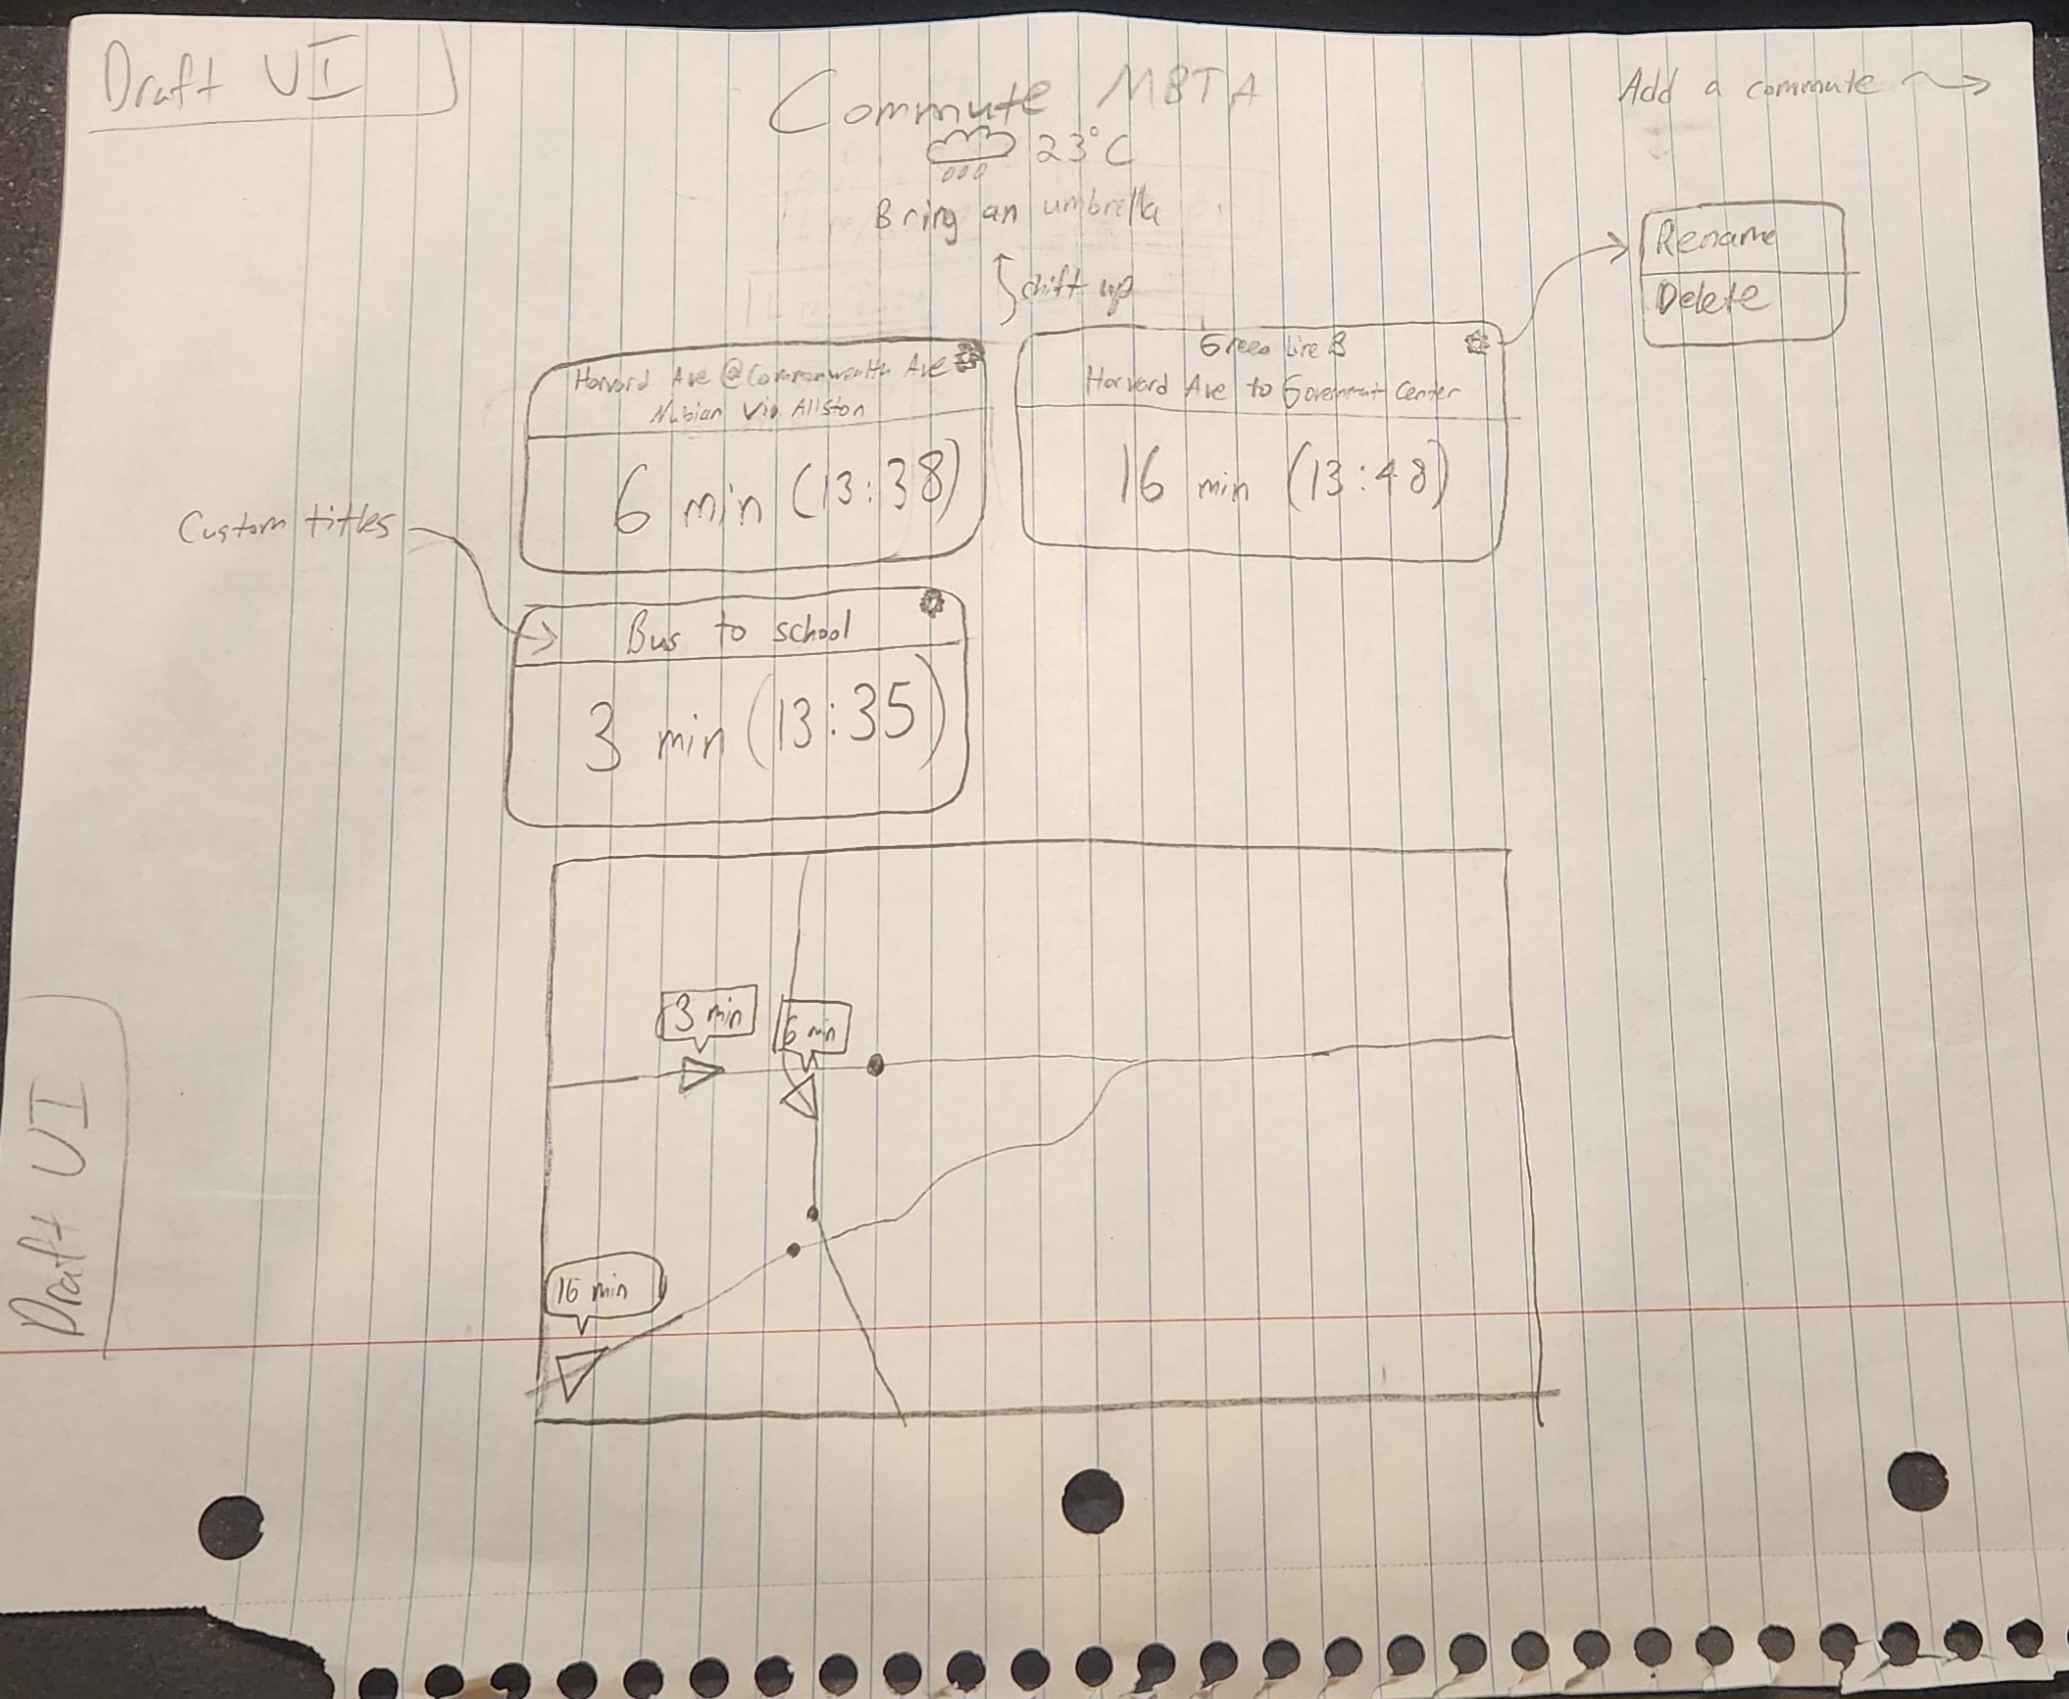 Draft UI
Commute MBTA
Add a commute
23°C
Bring an umbrella
shift up
Rename
Delete
Harvard Ave @ Commonwealth Ave
Nubian Via Allston
6 min (13:38)
Green Line B
Harvard Ave to Government Center
16 min (13:48)
Custom titles
Bus to school
3 min (13:35)
3 min
6 min
16 min
Draft UI